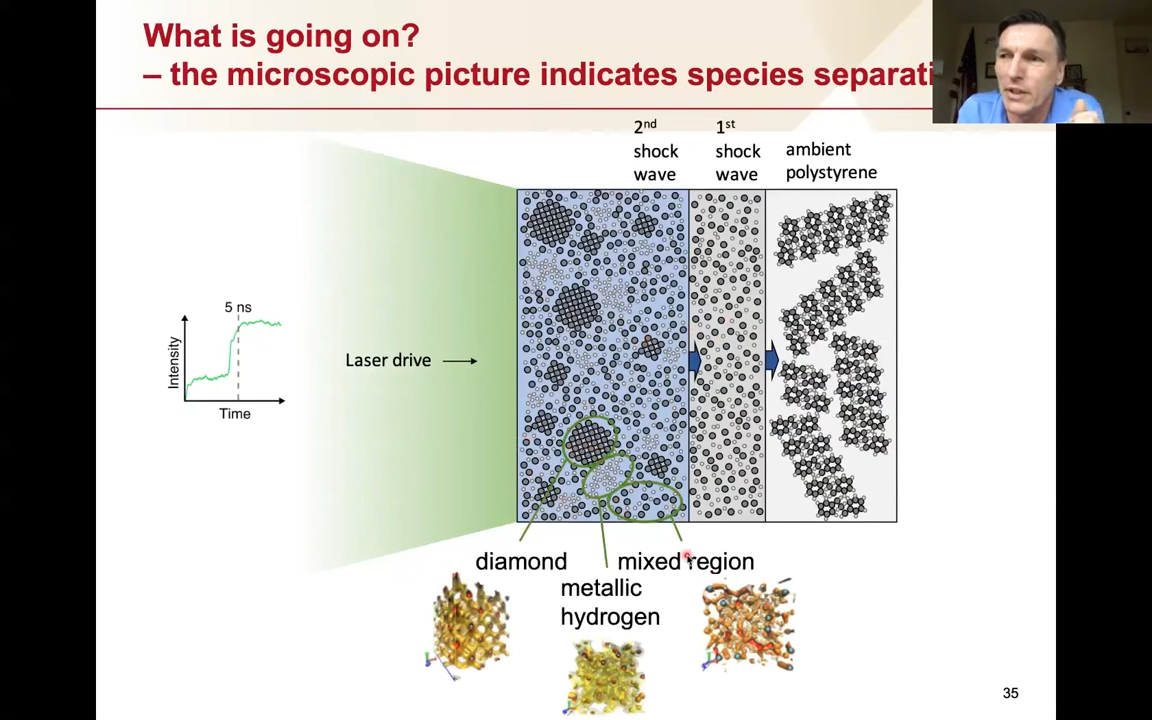 What is going on?
– the microscopic picture indicates species separati
2nd
shock
wave
1st
shock
wave
ambient
polystyrene
5 ns
Intensity
Time
Laser drive
diamond
mixed region
metallic
hydrogen
35